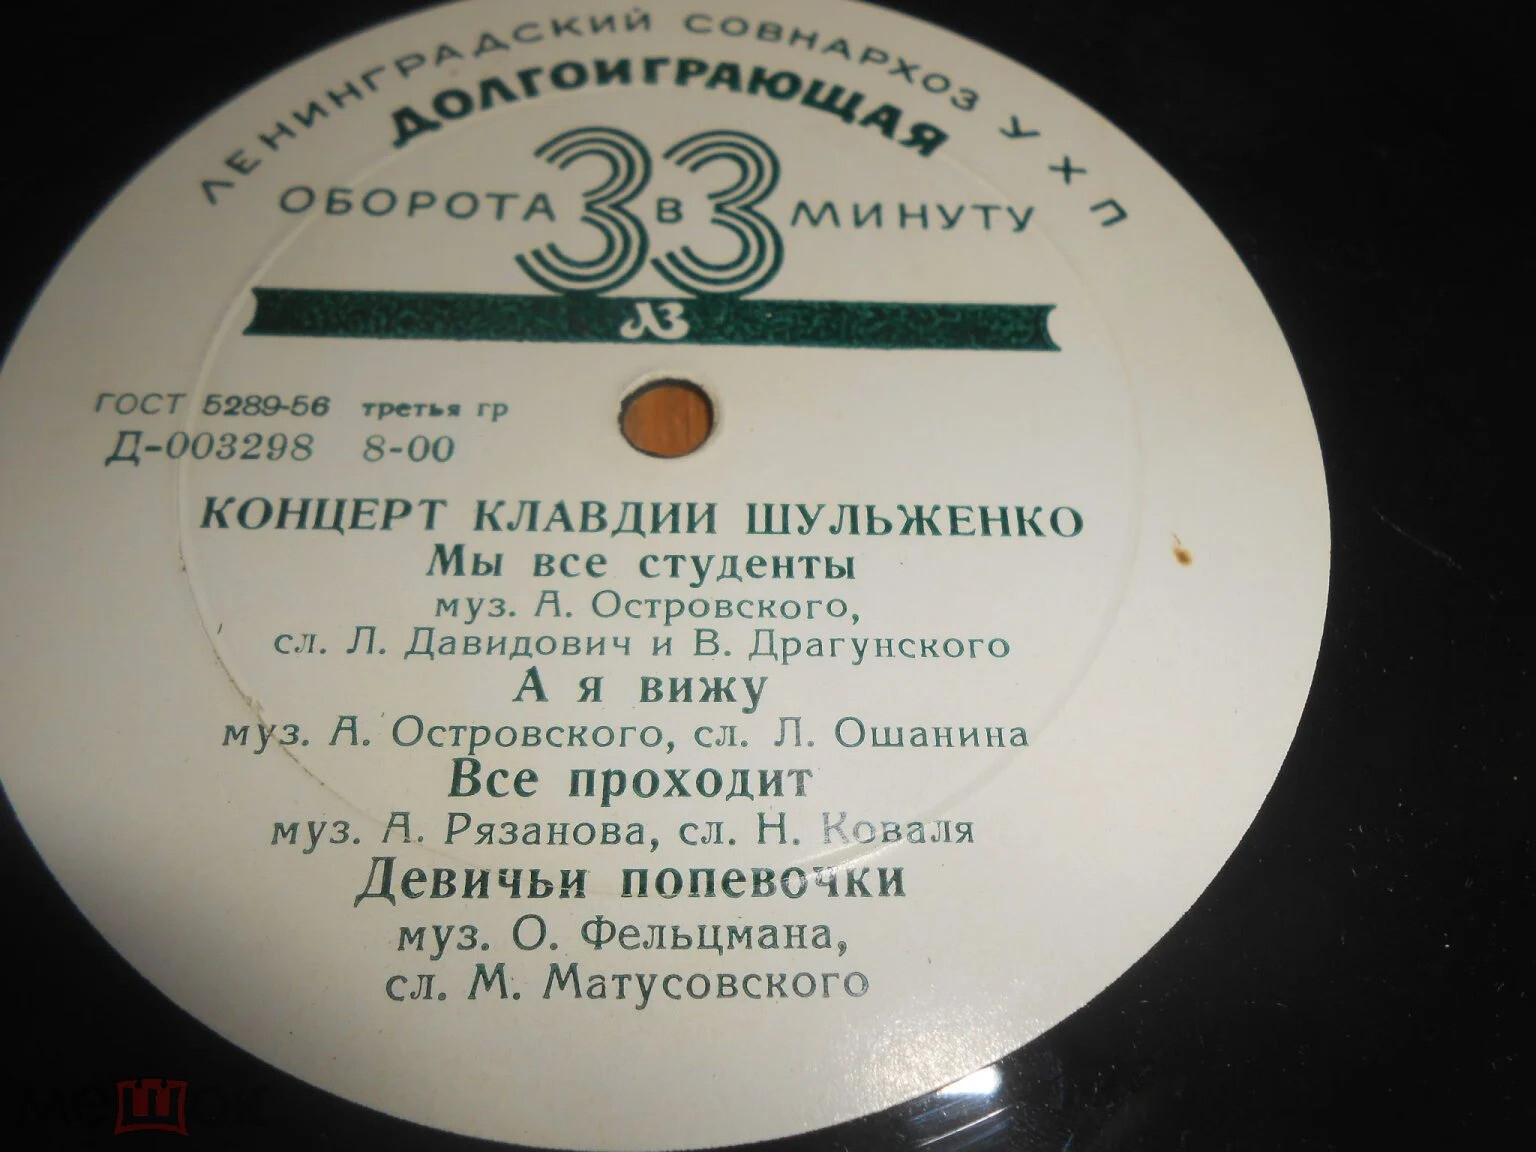 ЛЕНИНГРАДСКИЙ СОВНАРХОЗ УХП
ДОЛГОИГРАЮЩАЯ
ОБОРОТА 33 В МИНУТУ
ЛЗ
ГОСТ 5289-56 третья гр
Д-003298 8-00
КОНЦЕРТ КЛАВДИИ ШУЛЬЖЕНКО
Мы все студенты
муз. А. Островского,
сл. Л. Давидович и В. Драгунского
А я вижу
муз. А. Островского, сл. Л. Ошанина
Все проходит
муз. А. Рязанова, сл. Н. Коваля
Девичьи попевочки
муз. О. Фельцмана,
сл. М. Матусовского
мешок